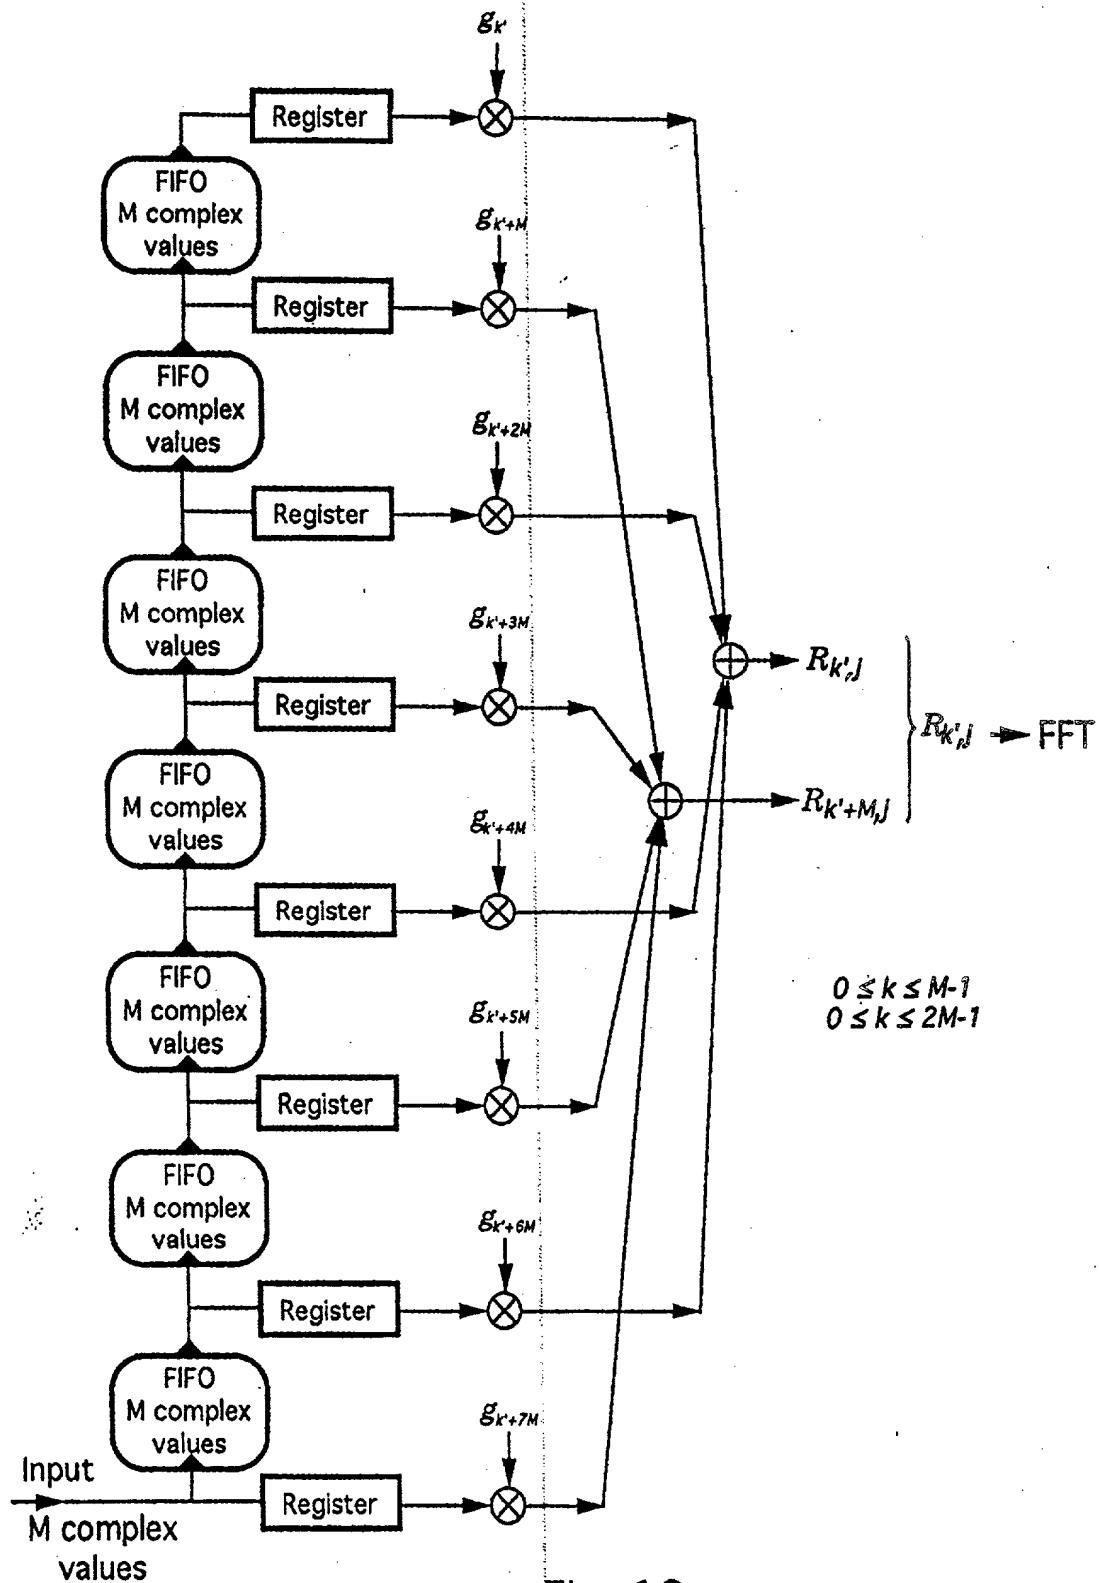 g_k'
Register
FIFO
M complex
values
g_k'+M
Register
FIFO
M complex
values
g_k'+2M
Register
FIFO
M complex
values
g_k'+3M
Register
R_k',j
R_k',j → FFT
FIFO
M complex
values
R_k'+M,j
g_k'+4M
Register
FIFO
M complex
values
0 ≤ k ≤ M-1
0 ≤ k ≤ 2M-1
g_k'+5M
Register
FIFO
M complex
values
g_k'+6M
Register
FIFO
M complex
values
g_k'+7M
Input
Register
M complex
values